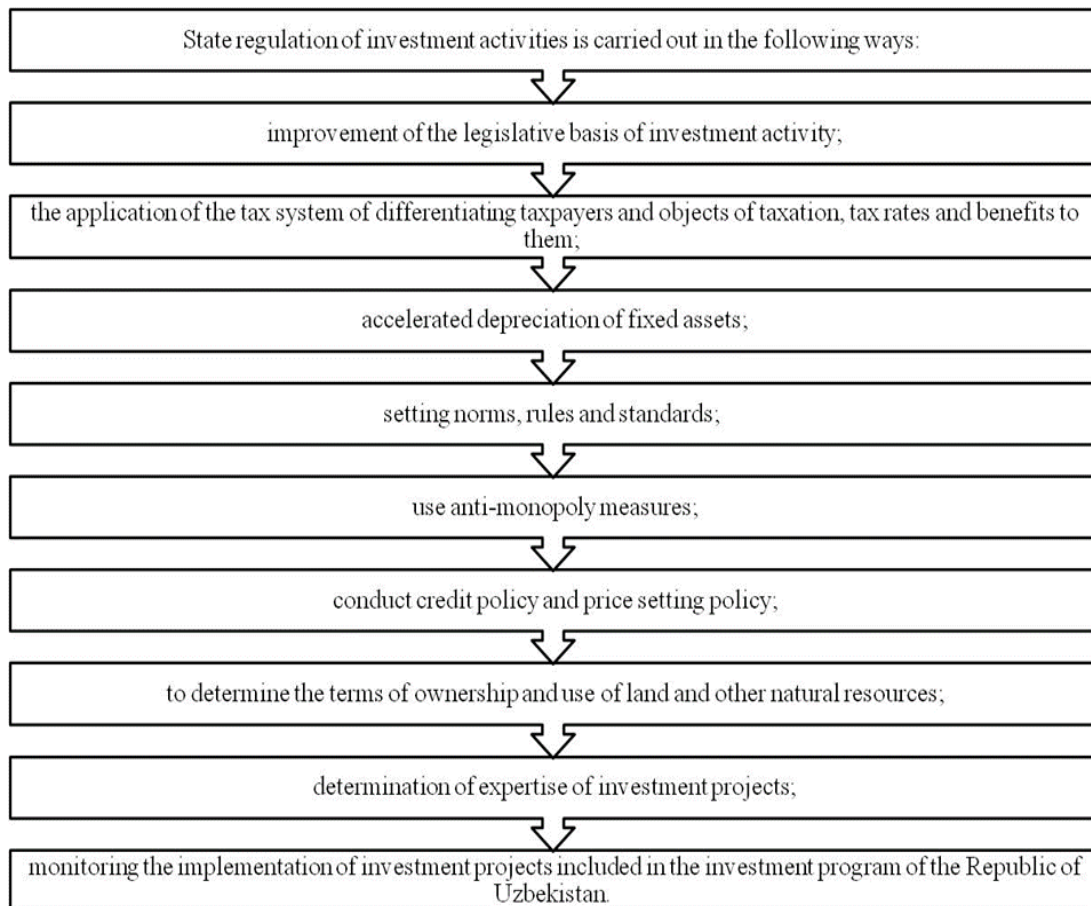 State regulation of investment activities is carried out in the following ways:
improvement of the legislative basis of investment activity;
the application of the tax system of differentiating taxpayers and objects of taxation, tax rates and benefits to
them;
accelerated depreciation of fixed assets;
setting norms, rules and standards;
use anti-monopoly measures;
conduct credit policy and price setting policy;
to determine the terms of ownership and use of land and other natural resources;
determination of expertise of investment projects;
monitoring the implementation of investment projects included in the investment program of the Republic of
Uzbekistan.